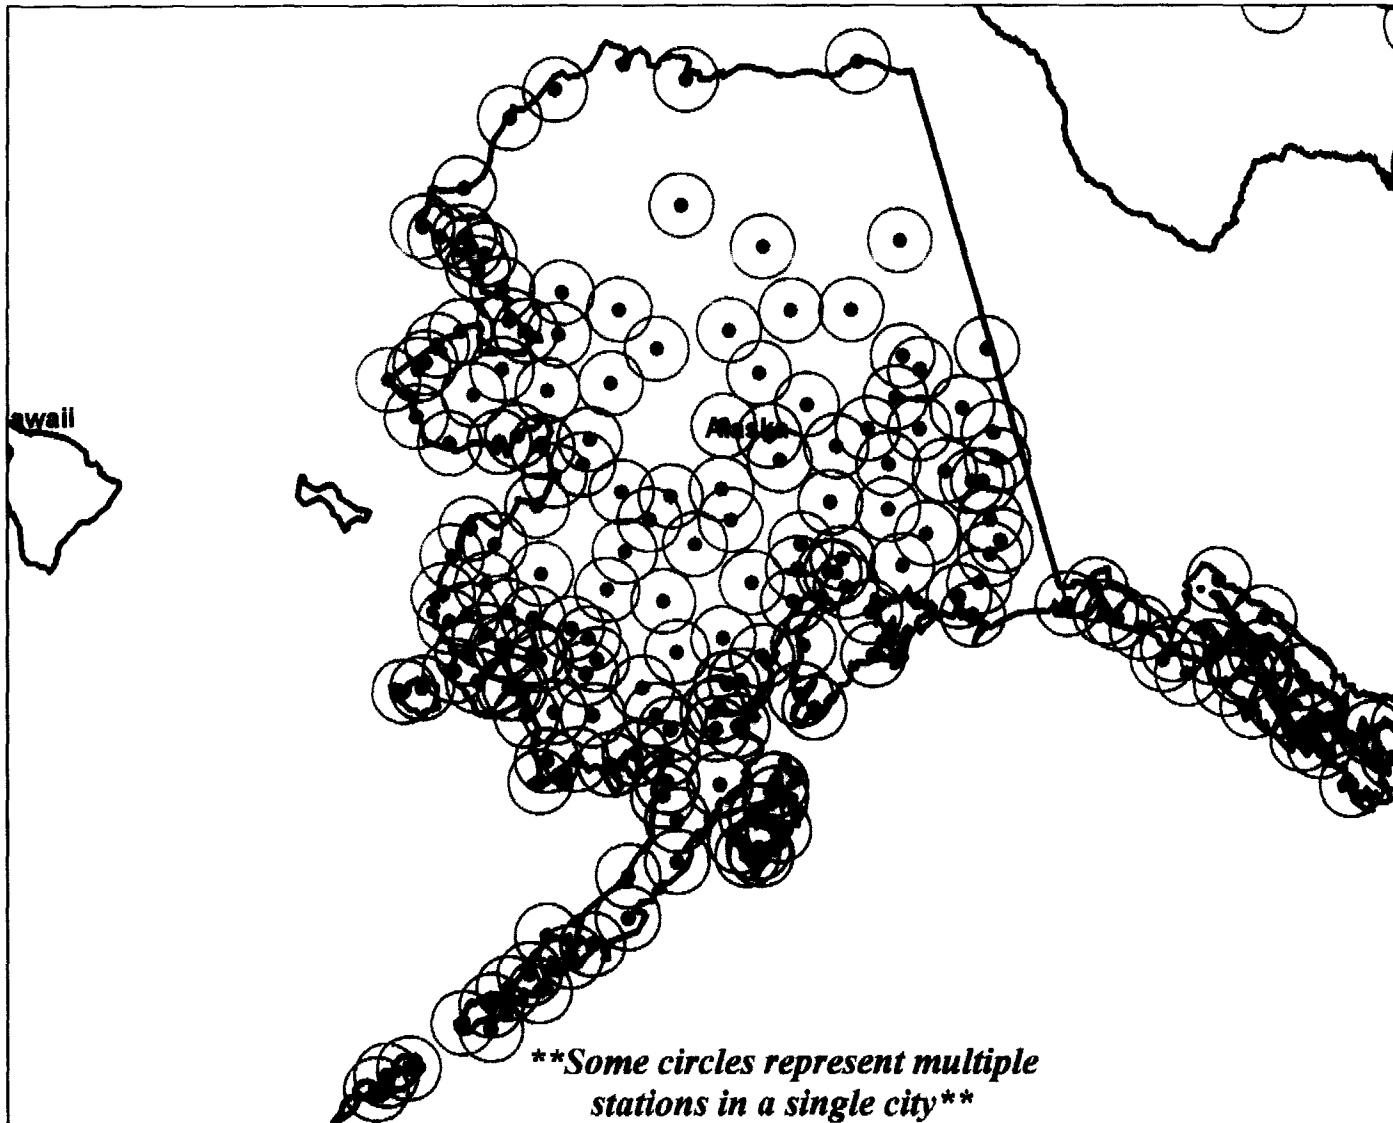 awaii
Alaska
**Some circles represent multiple
stations in a single city**